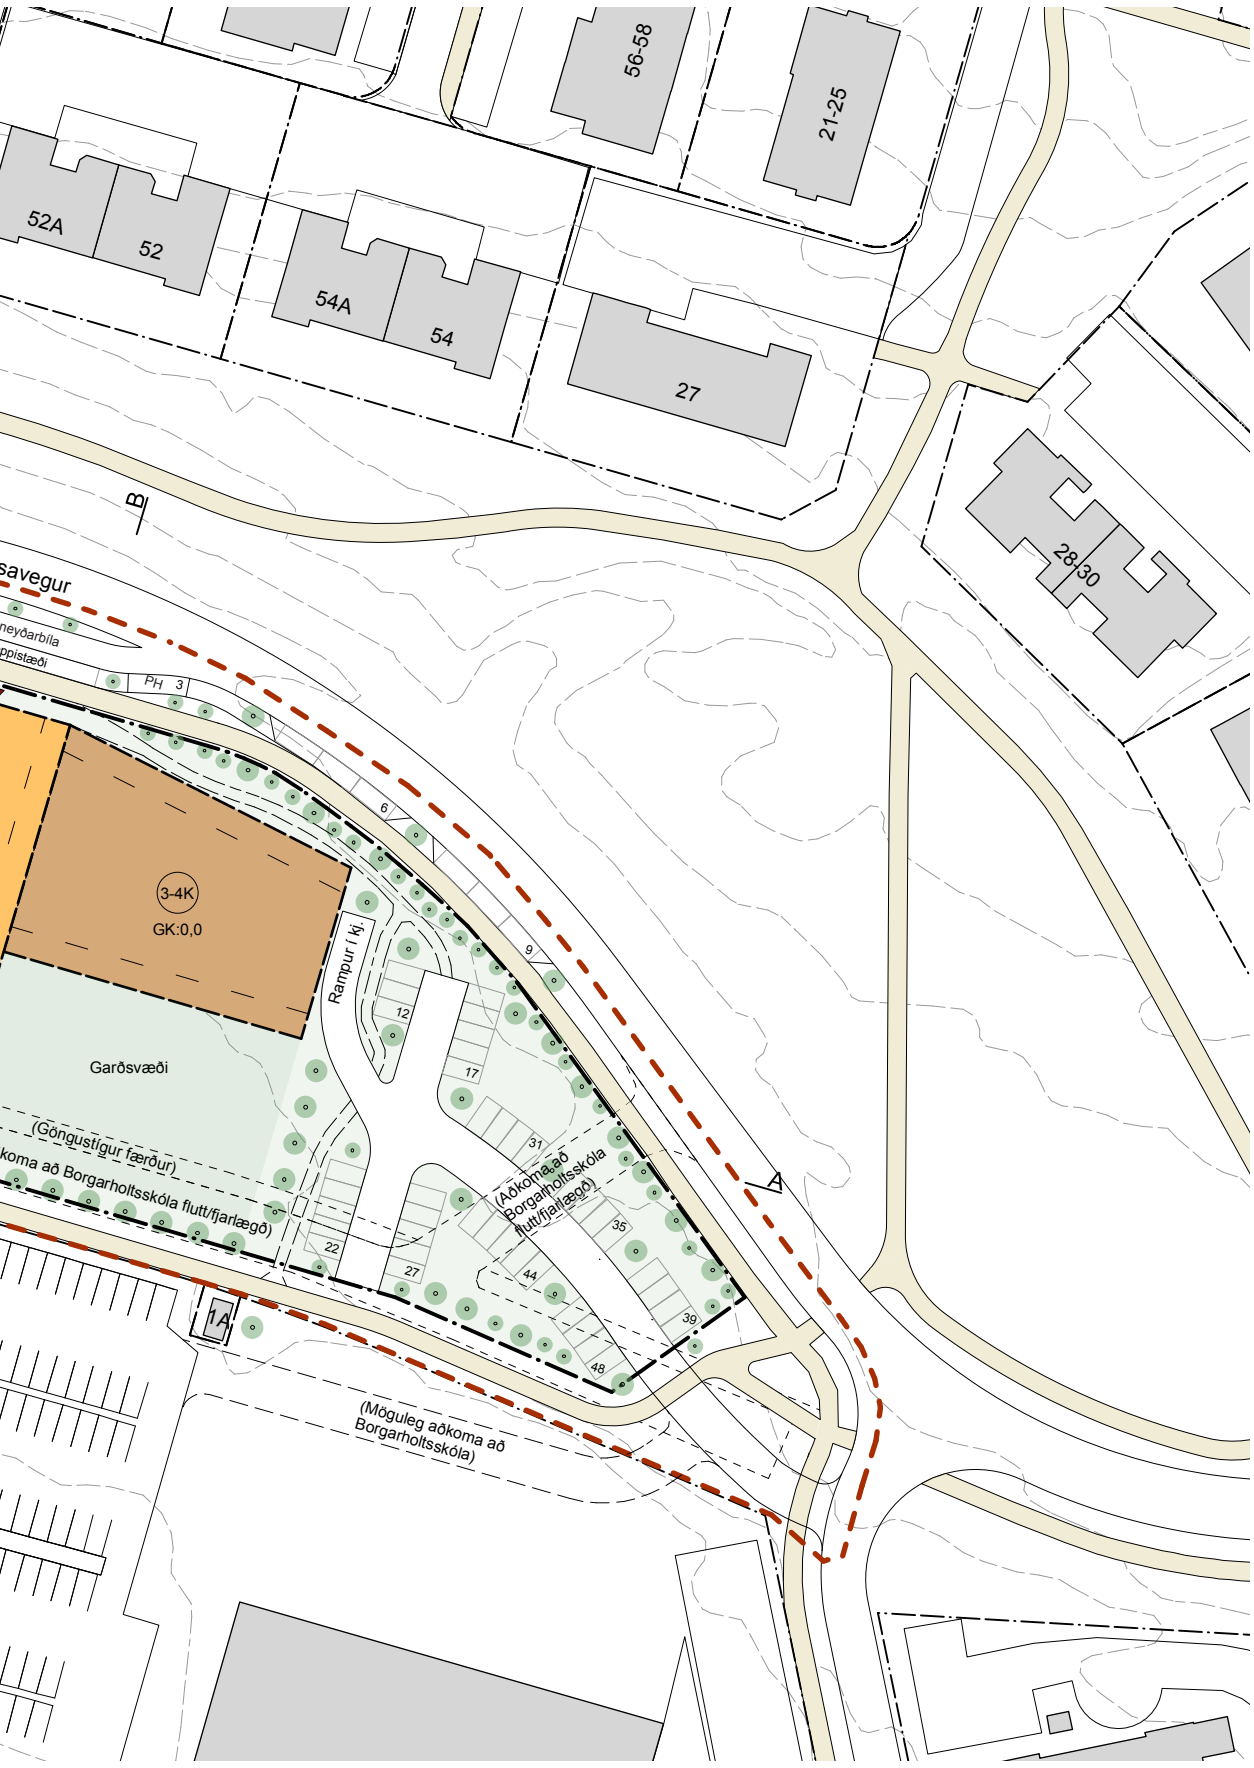 56-58
21-25
52A
52
54A
54
27
28-30
B
savegur
neyðarbíla
ppistæði
PH 3
6
3-4K
GK:0,0
9
Rampur í kj.
12
17
Garðsvæði
(Göngustígur færður)
koma að Borgarholtsskóla flutt/fjarlægð)
31
(Aðkoma að
Borgarholtsskóla
flutt/fjarlægð)
A
35
22
27
44
39
48
1A
(Möguleg aðkoma að
Borgarholtsskóla)